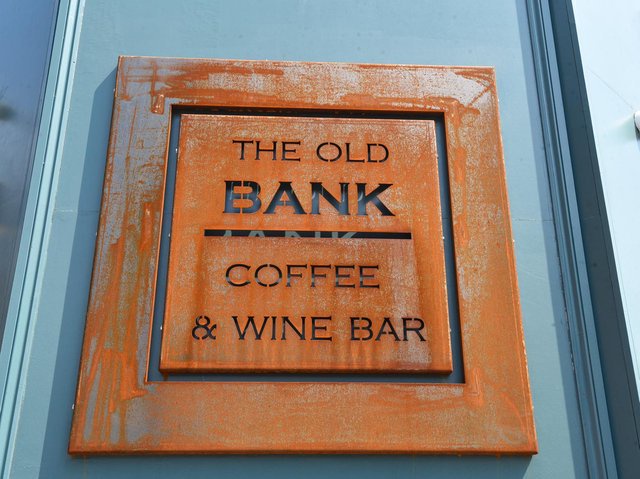 THE OLD
BANK
COFFEE
& WINE BAR